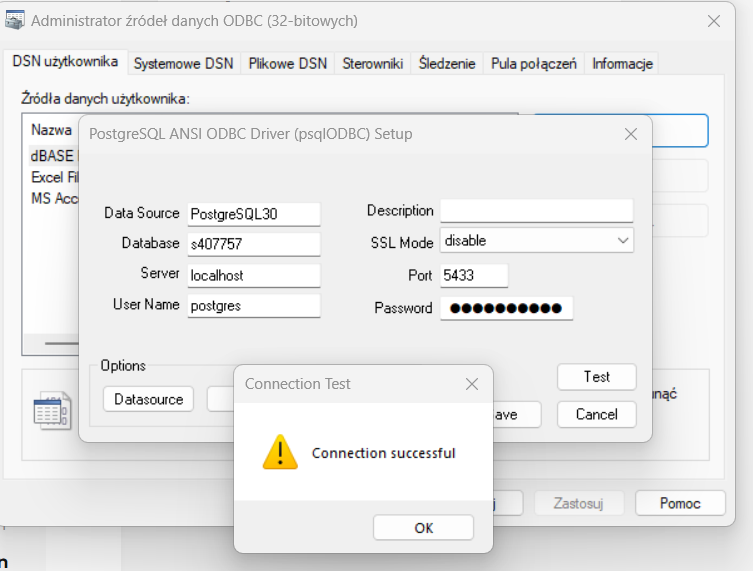 Administrator źródeł danych ODBC (32-bitowych)
DSN użytkownika Systemowe DSN Plikowe DSN Sterowniki Śledzenie Pula połączeń Informacje
Źródła danych użytkownika:
Nazwa
dBASE
Excel Fil
MS Acc
PostgreSQL ANSI ODBC Driver (psqlODBC) Setup
Data Source PostgreSQL30 Description
Database s407757 SSL Mode disable
Server localhost Port 5433
User Name postgres Password ●●●●●●●●●●
Options
Datasource
Test
ave Cancel
unąć
Connection Test
Connection successful
OK
Zastosuj Pomoc